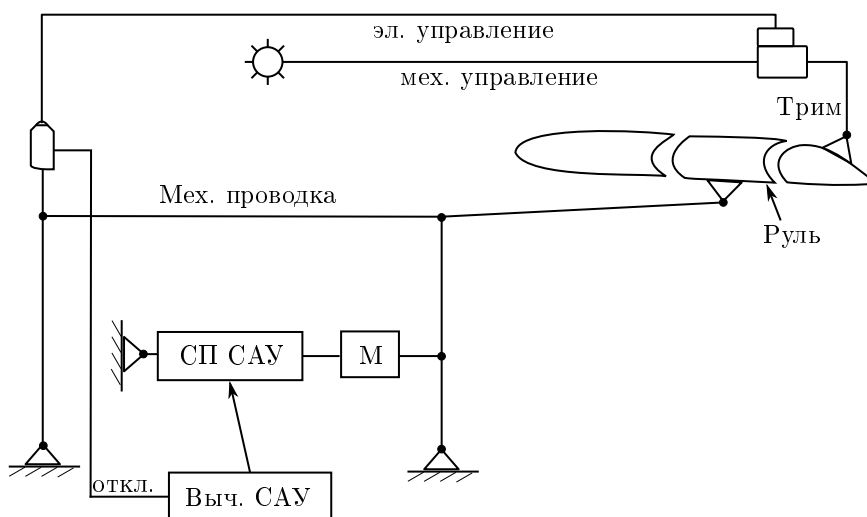 эл. управление
мех. управление
Трим
Мех. проводка
Руль
СП САУ
М
откл.
Выч. САУ